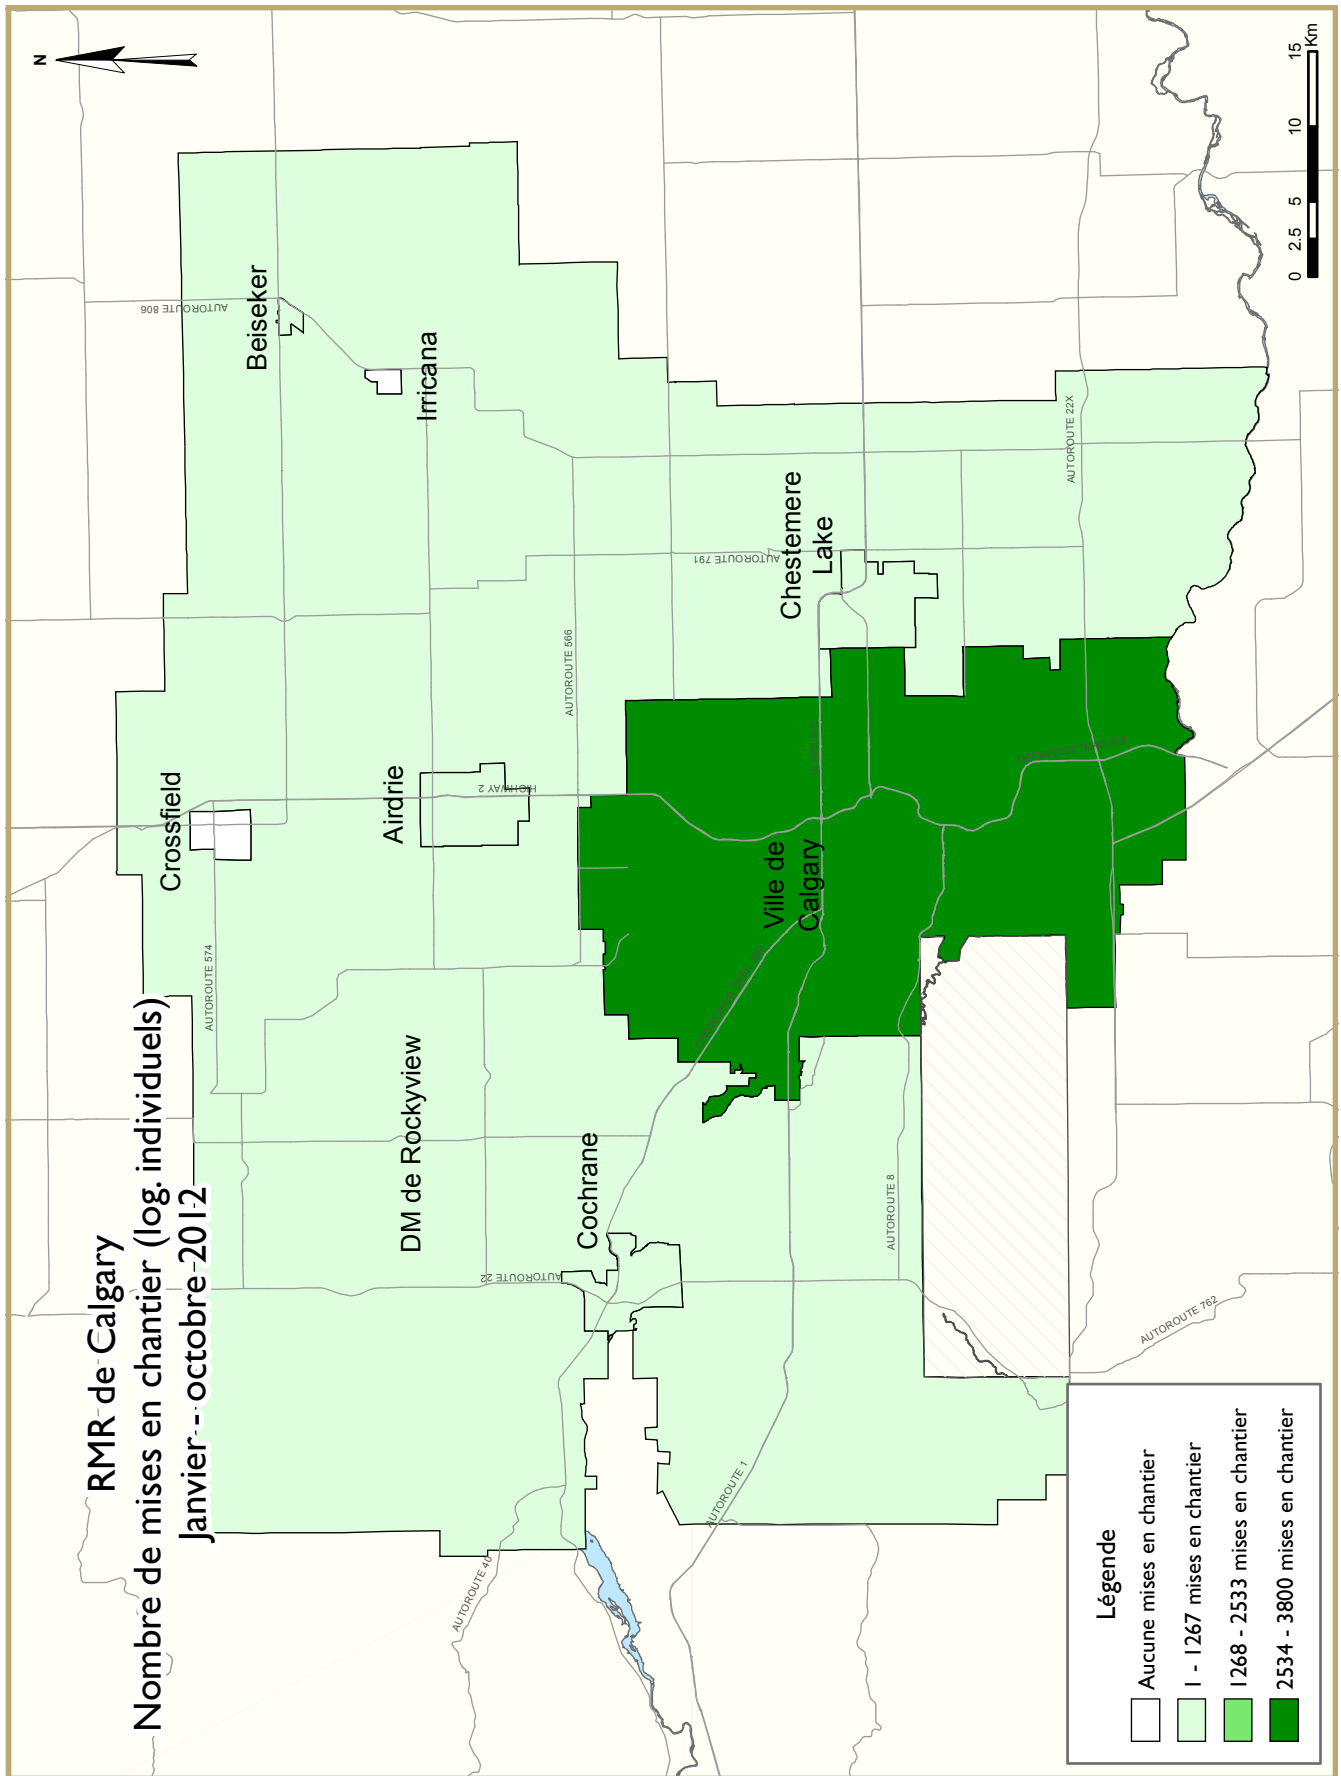 RMR de Calgary
Nombre de mises en chantier (log. individuels)
Janvier - octobre 2012
N
Beiseker
Irricana
Crossfield
Airdrie
DM de Rockyview
Cochrane
Chestemere
Lake
Ville de
Calgary
AUTOROUTE 806
AUTOROUTE 574
AUTOROUTE 566
HIGHWAY 2
AUTOROUTE 791
AUTOROUTE 22
AUTOROUTE 40
AUTOROUTE 1
AUTOROUTE 8
AUTOROUTE 22X
AUTOROUTE 762
Légende
Aucune mises en chantier
1 - 1267 mises en chantier
1268 - 2533 mises en chantier
2534 - 3800 mises en chantier
0 2.5 5 10 15
Km